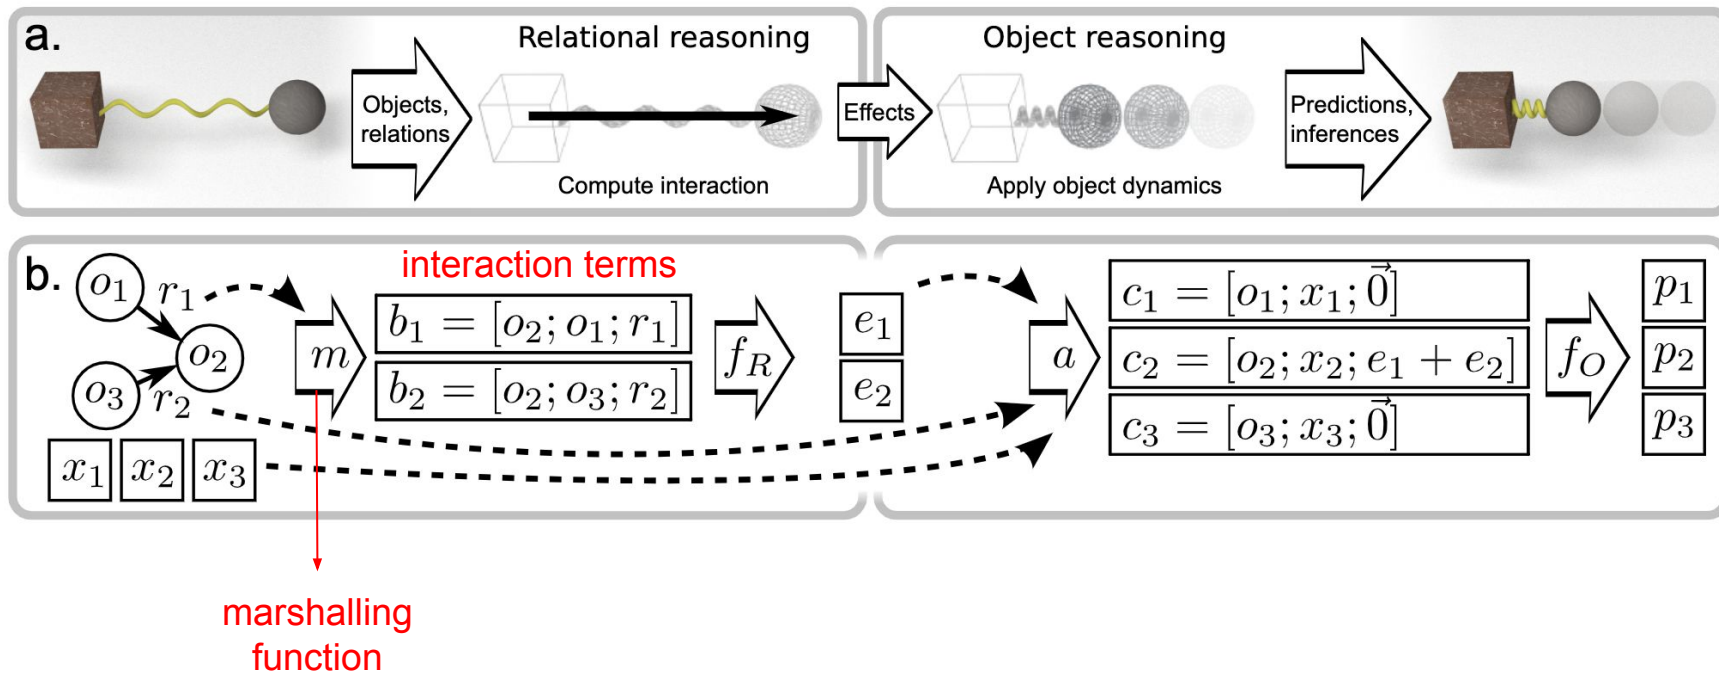 a.
Relational reasoning
Objects,
relations
Compute interaction
Effects
Object reasoning
Apply object dynamics
Predictions,
inferences
b.
o₁
r₁
o₂
o₃
r₂
x₁ x₂ x₃
m
interaction terms
b₁ = [o₂; o₁; r₁]
b₂ = [o₂; o₃; r₂]
f_R
e₁
e₂
a
c₁ = [o₁; x₁; 0⃗]
c₂ = [o₂; x₂; e₁ + e₂]
c₃ = [o₃; x₃; 0⃗]
f_O
p₁
p₂
p₃
marshalling
function